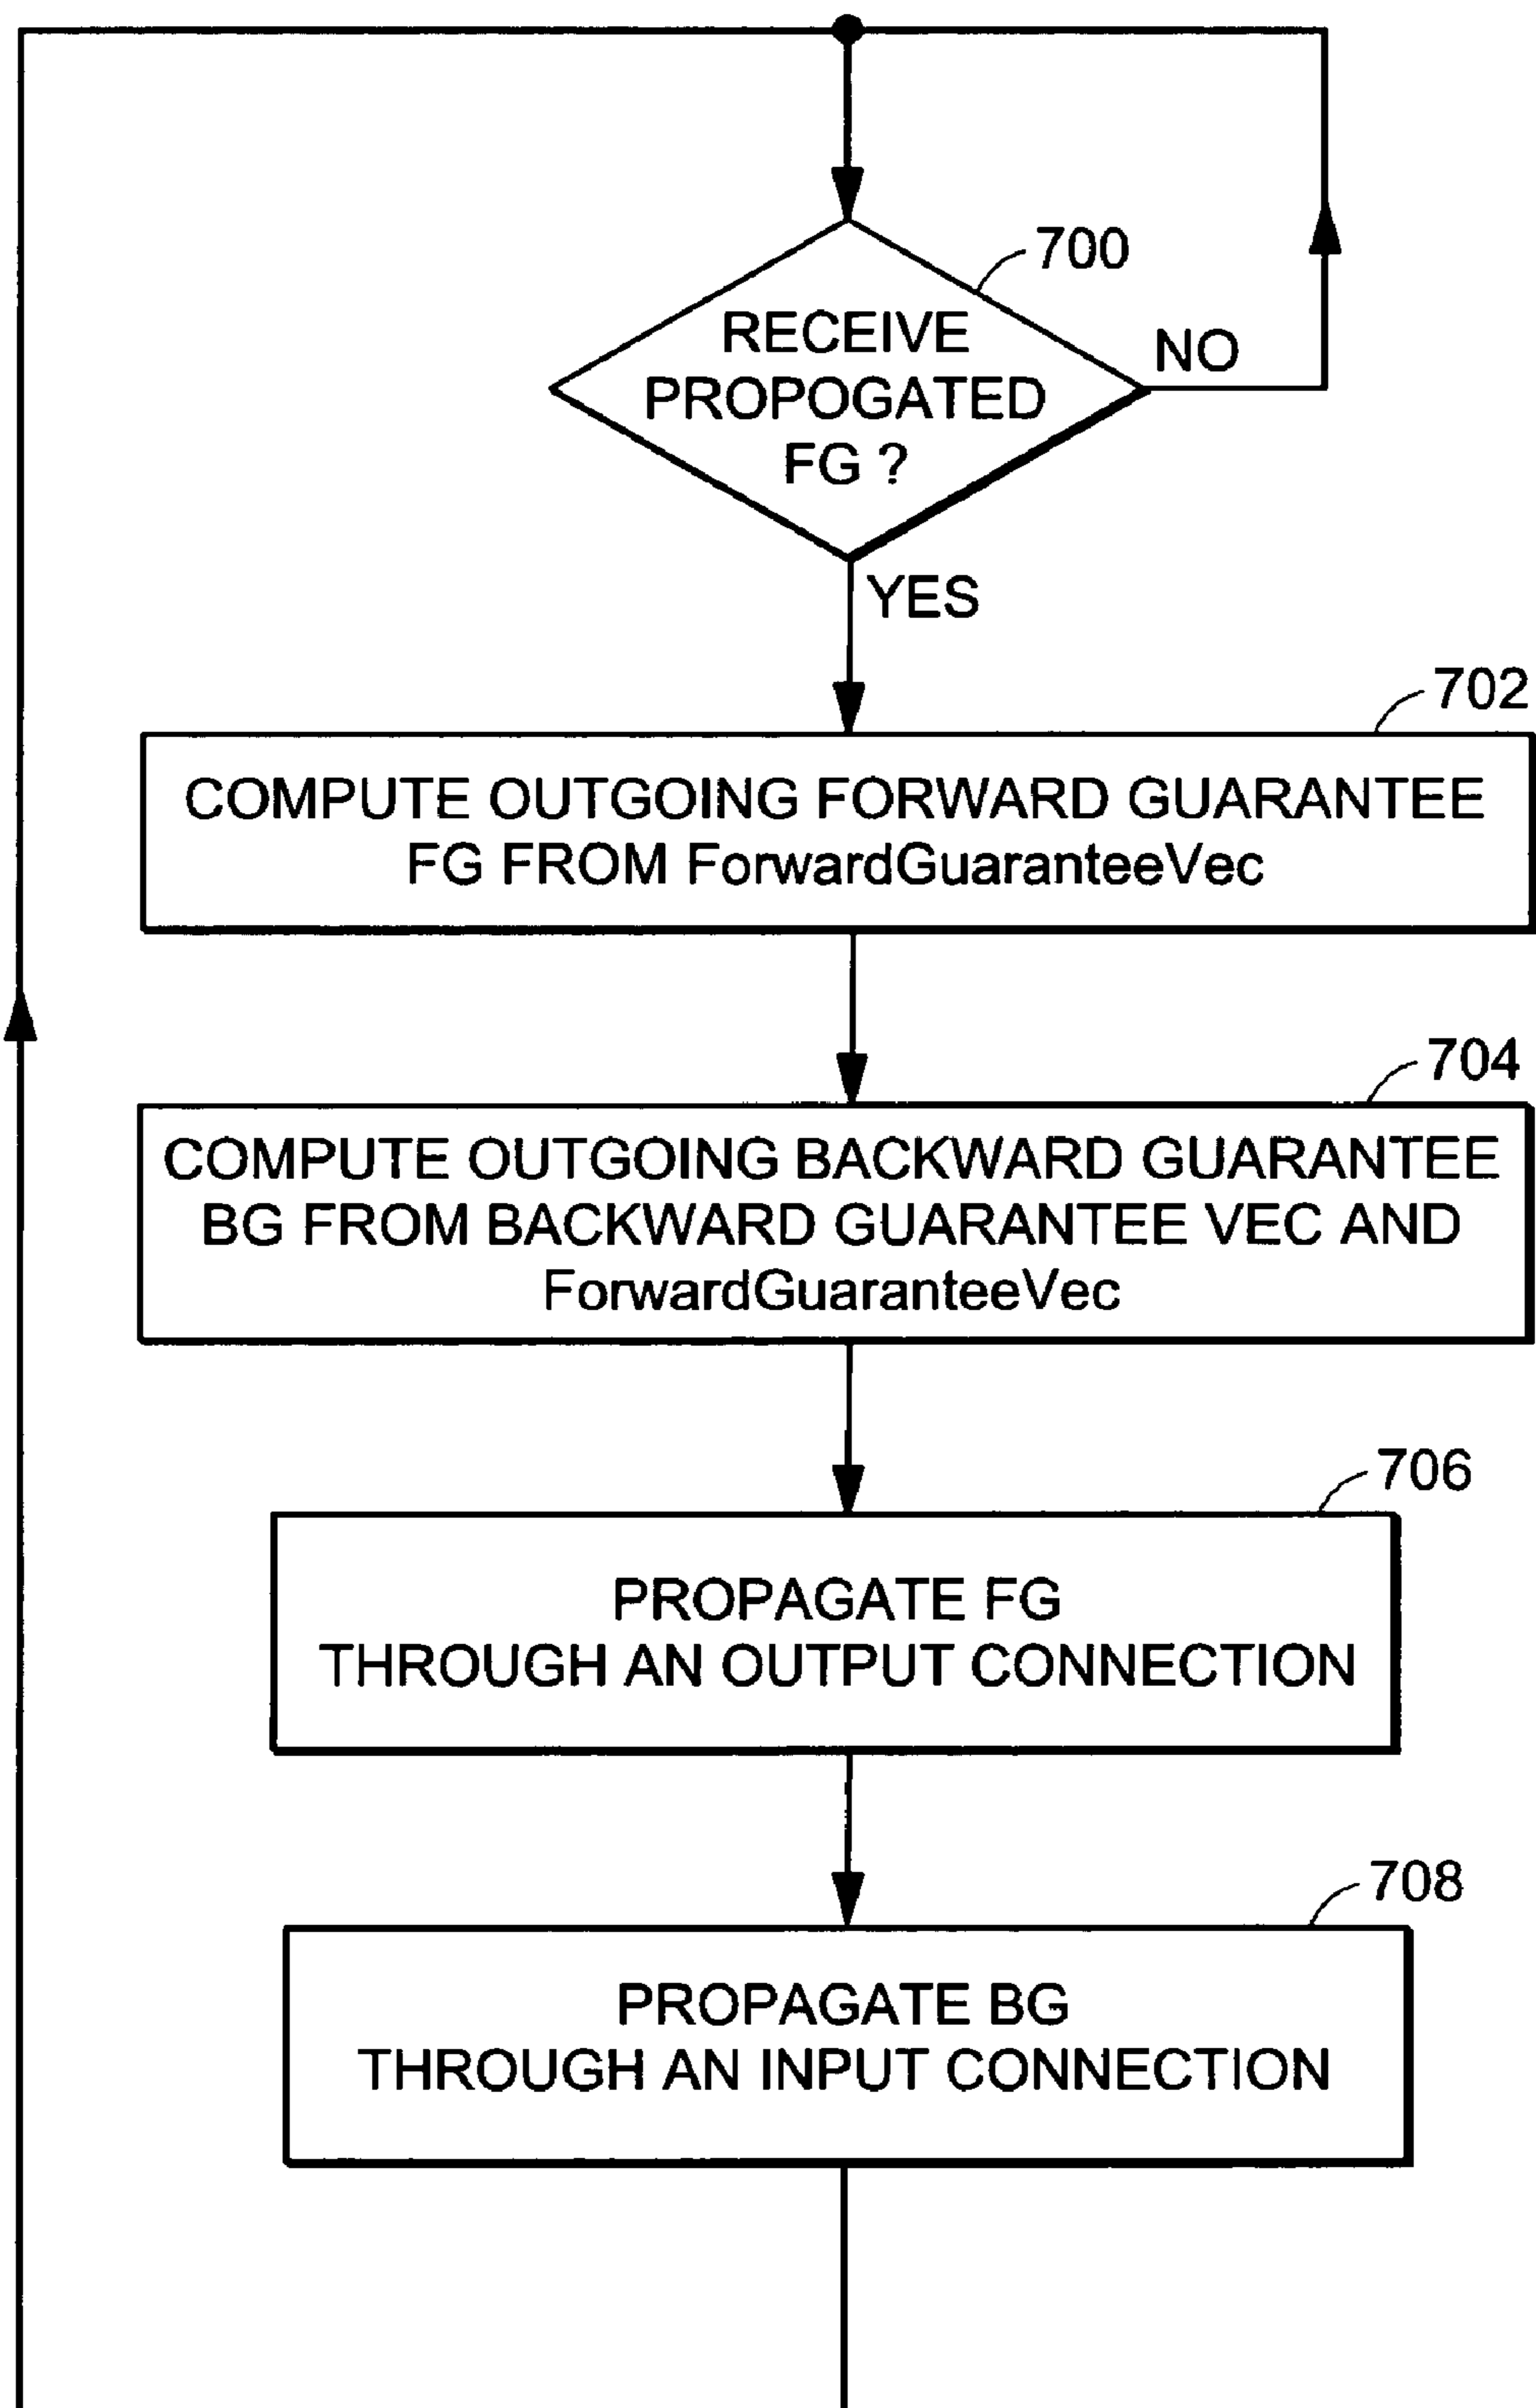 700
RECEIVE
PROPOGATED
FG ?
NO
YES
702
COMPUTE OUTGOING FORWARD GUARANTEE
FG FROM ForwardGuaranteeVec
704
COMPUTE OUTGOING BACKWARD GUARANTEE
BG FROM BACKWARD GUARANTEE VEC AND
ForwardGuaranteeVec
706
PROPAGATE FG
THROUGH AN OUTPUT CONNECTION
708
PROPAGATE BG
THROUGH AN INPUT CONNECTION